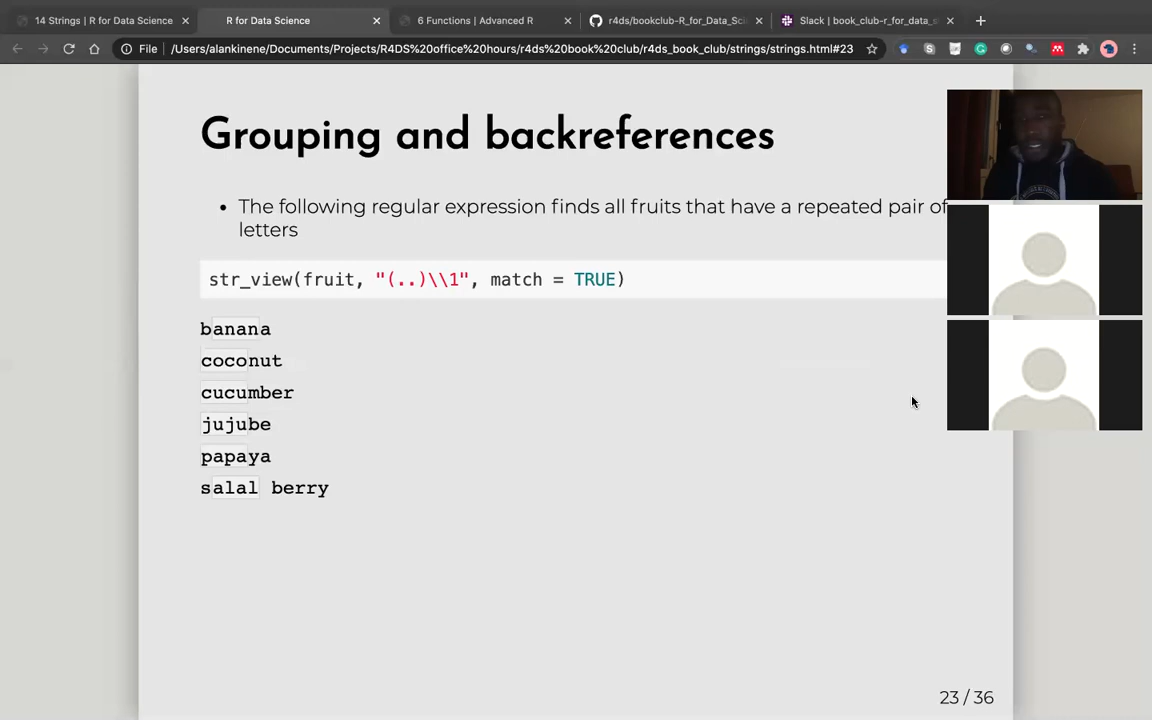 14 Strings | R for Data Science
R for Data Science
6 Functions | Advanced R
r4ds/bookclub-R_for_Data_Sci
Slack | book_club-r_for_data_s
File
/Users/alankinene/Documents/Projects/R4DS%20office%20hours/r4ds%20book%20club/r4ds_book_club/strings/strings.html#23
Grouping and backreferences
• The following regular expression finds all fruits that have a repeated pair of
letters
str_view(fruit, "(..)\\1", match = TRUE)
banana
coconut
cucumber
jujube
papaya
salal berry
23 / 36